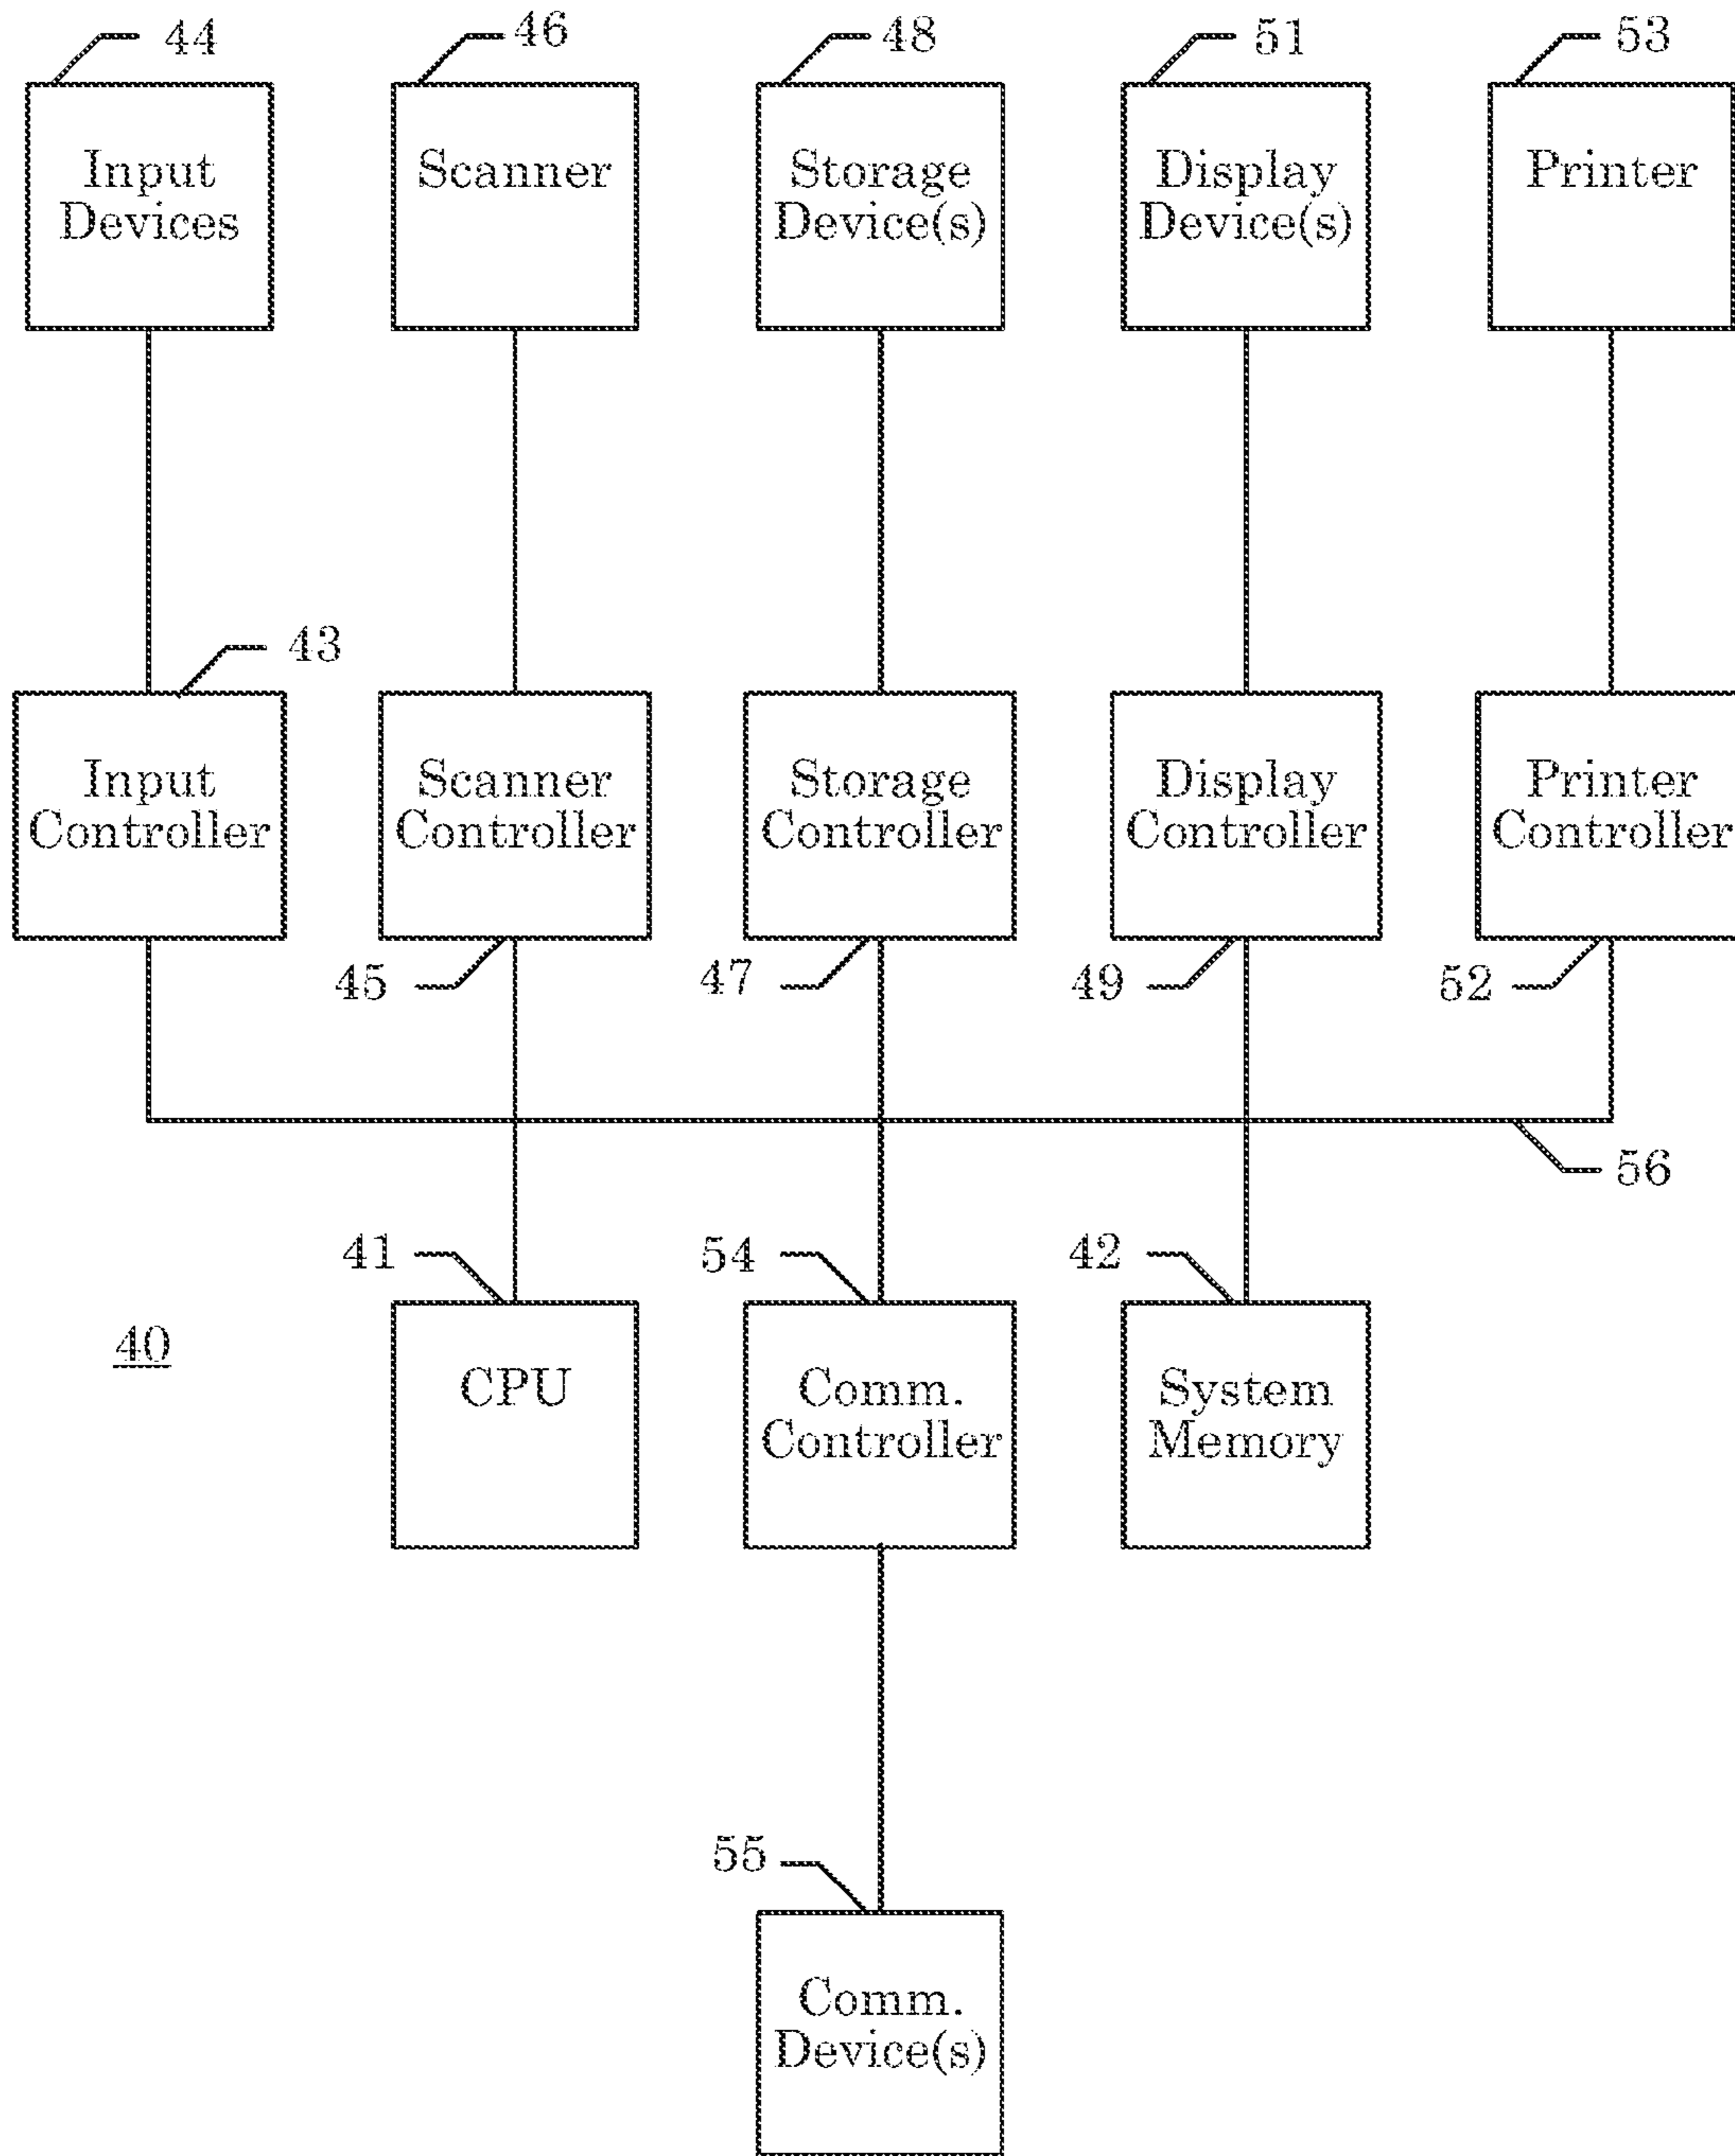 44
46
48
51
53
Input
Devices
Scanner
Storage
Device(s)
Display
Device(s)
Printer
43
Input
Controller
Scanner
Controller
Storage
Controller
Display
Controller
Printer
Controller
45
47
49
52
56
41
54
42
40
CPU
Comm.
Controller
System
Memory
55
Comm.
Device(s)